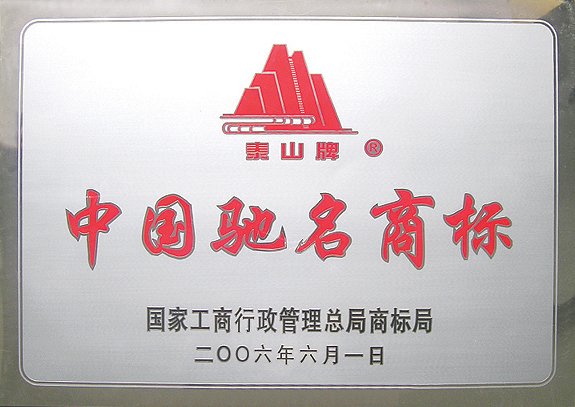 泰山牌 ®
中国驰名商标
国家工商行政管理总局商标局
二〇〇六年六月一日